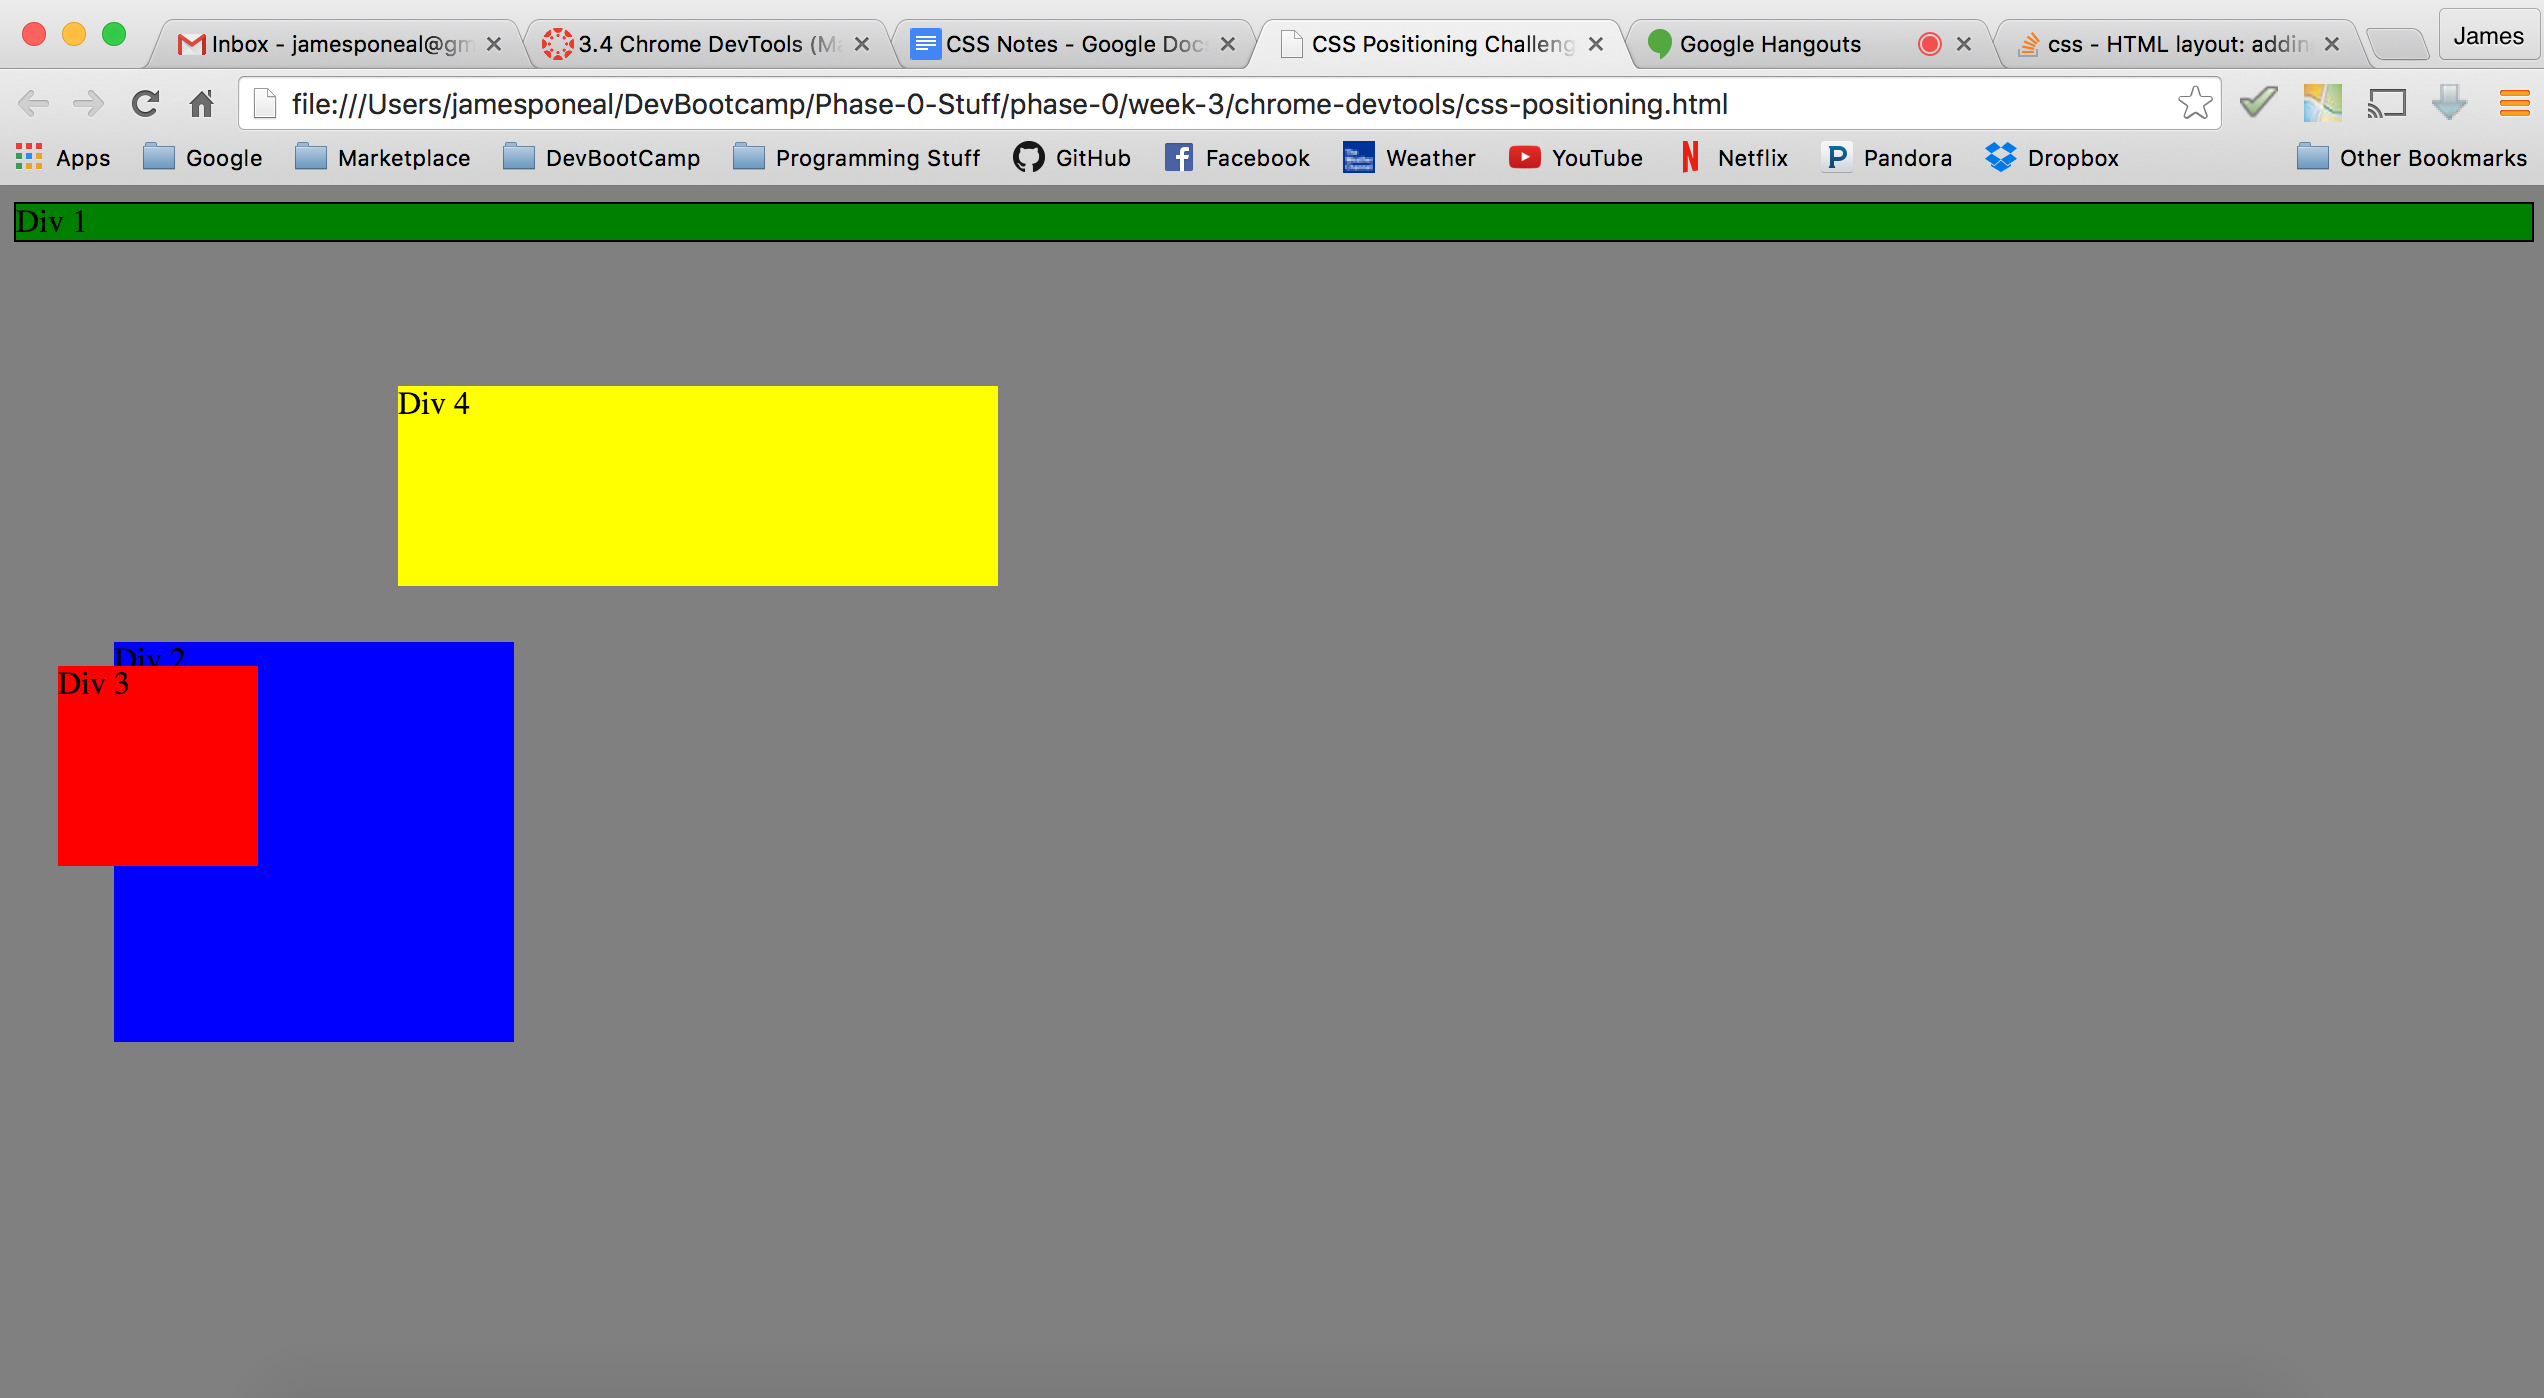 Inbox - jamesponeal@gm
3.4 Chrome DevTools (Ma
CSS Notes - Google Docs
CSS Positioning Challeng
Google Hangouts
css - HTML layout: addin
James
file:///Users/jamesponeal/DevBootcamp/Phase-0-Stuff/phase-0/week-3/chrome-devtools/css-positioning.html
Apps
Google
Marketplace
DevBootCamp
Programming Stuff
GitHub
Facebook
Weather
YouTube
Netflix
Pandora
Dropbox
Other Bookmarks
Div 1
Div 4
Div 2
Div 3